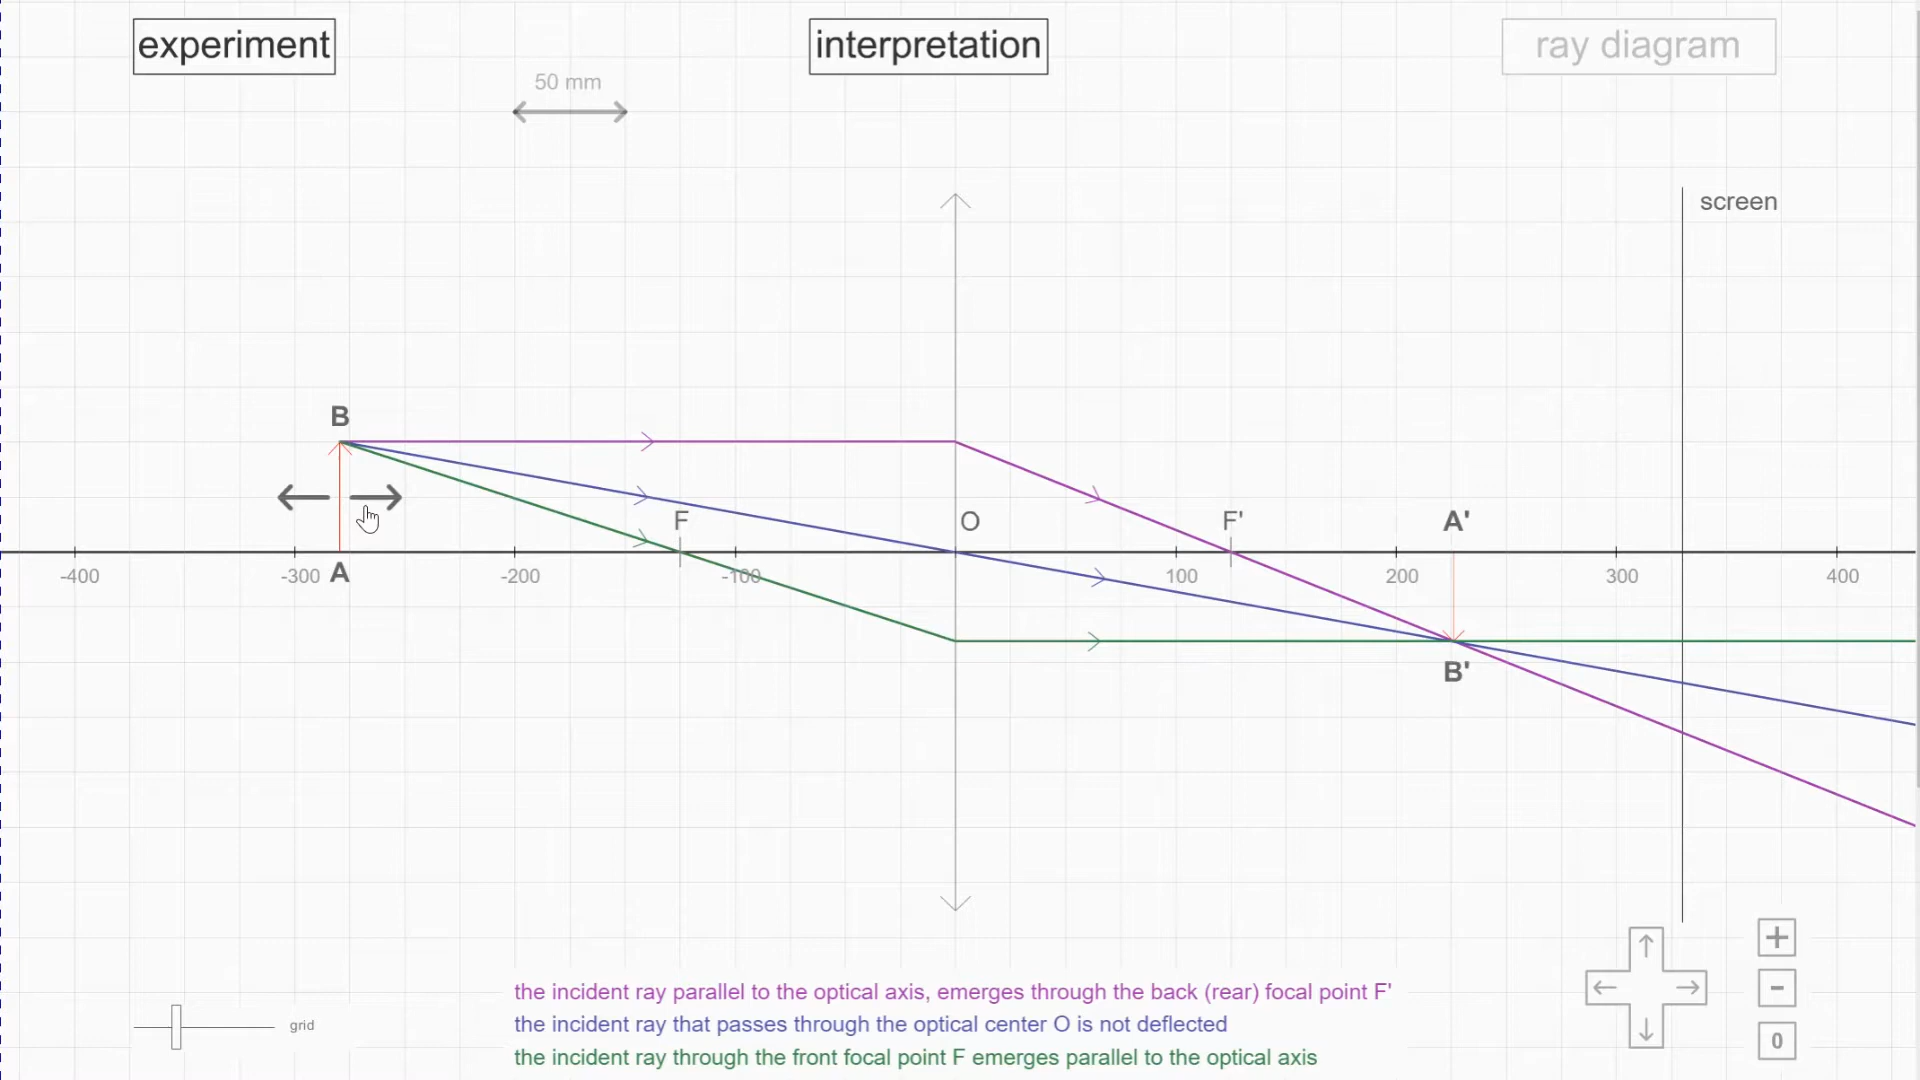 experiment
interpretation
ray diagram
50 mm
screen
B
F
O
F'
A'
-400
-300
A
-200
-100
100
200
300
400
B'
+
-
0
grid
the incident ray parallel to the optical axis, emerges through the back (rear) focal point F'
the incident ray that passes through the optical center O is not deflected
the incident ray through the front focal point F emerges parallel to the optical axis